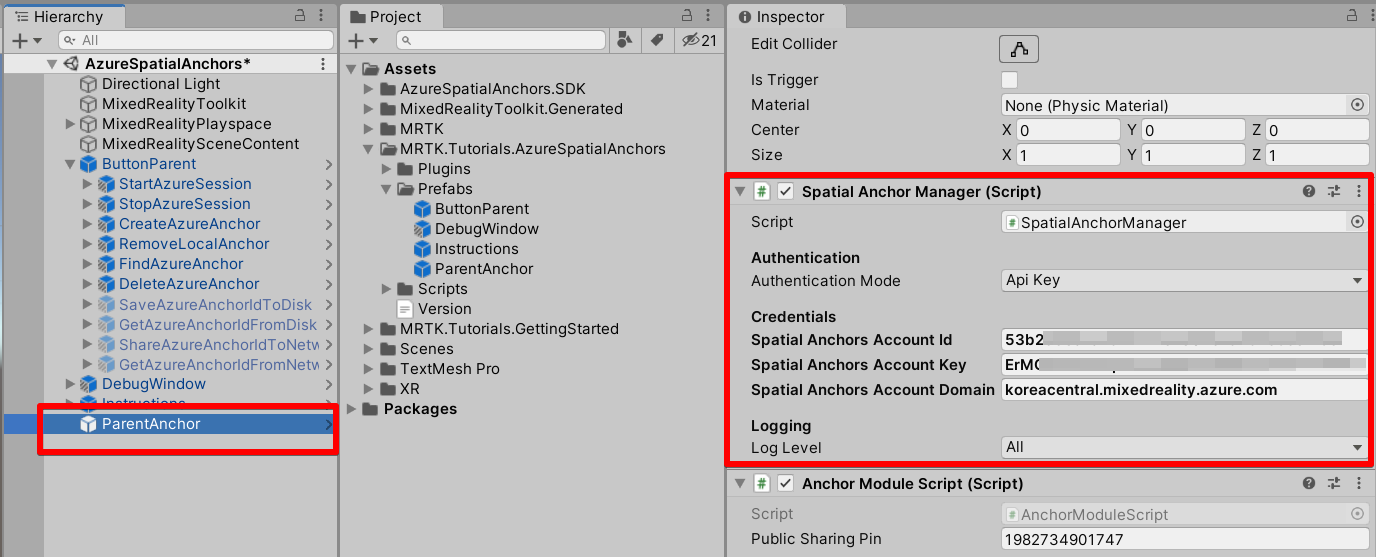 Hierarchy
All
AzureSpatialAnchors*
Directional Light
MixedRealityToolkit
MixedRealityPlayspace
MixedRealitySceneContent
ButtonParent
StartAzureSession
StopAzureSession
CreateAzureAnchor
RemoveLocalAnchor
FindAzureAnchor
DeleteAzureAnchor
SaveAzureAnchorIdToDisk
GetAzureAnchorIdFromDisk
ShareAzureAnchorIdToNetw
GetAzureAnchorIdFromNetw
DebugWindow
Instructions
ParentAnchor
Project
21
Assets
AzureSpatialAnchors.SDK
MixedRealityToolkit.Generated
MRTK
MRTK.Tutorials.AzureSpatialAnchors
Plugins
Prefabs
ButtonParent
DebugWindow
Instructions
ParentAnchor
Scripts
Version
MRTK.Tutorials.GettingStarted
Scenes
TextMesh Pro
XR
Packages
Inspector
Edit Collider
Is Trigger
Material None (Physic Material)
Center X 0 Y 0 Z 0
Size X 1 Y 1 Z 1
# Spatial Anchor Manager (Script)
Script # SpatialAnchorManager
Authentication
Authentication Mode Api Key
Credentials
Spatial Anchors Account Id 53b2
Spatial Anchors Account Key ErM
Spatial Anchors Account Domain koreacentral.mixedreality.azure.com
Logging
Log Level All
# Anchor Module Script (Script)
Script # AnchorModuleScript
Public Sharing Pin 1982734901747